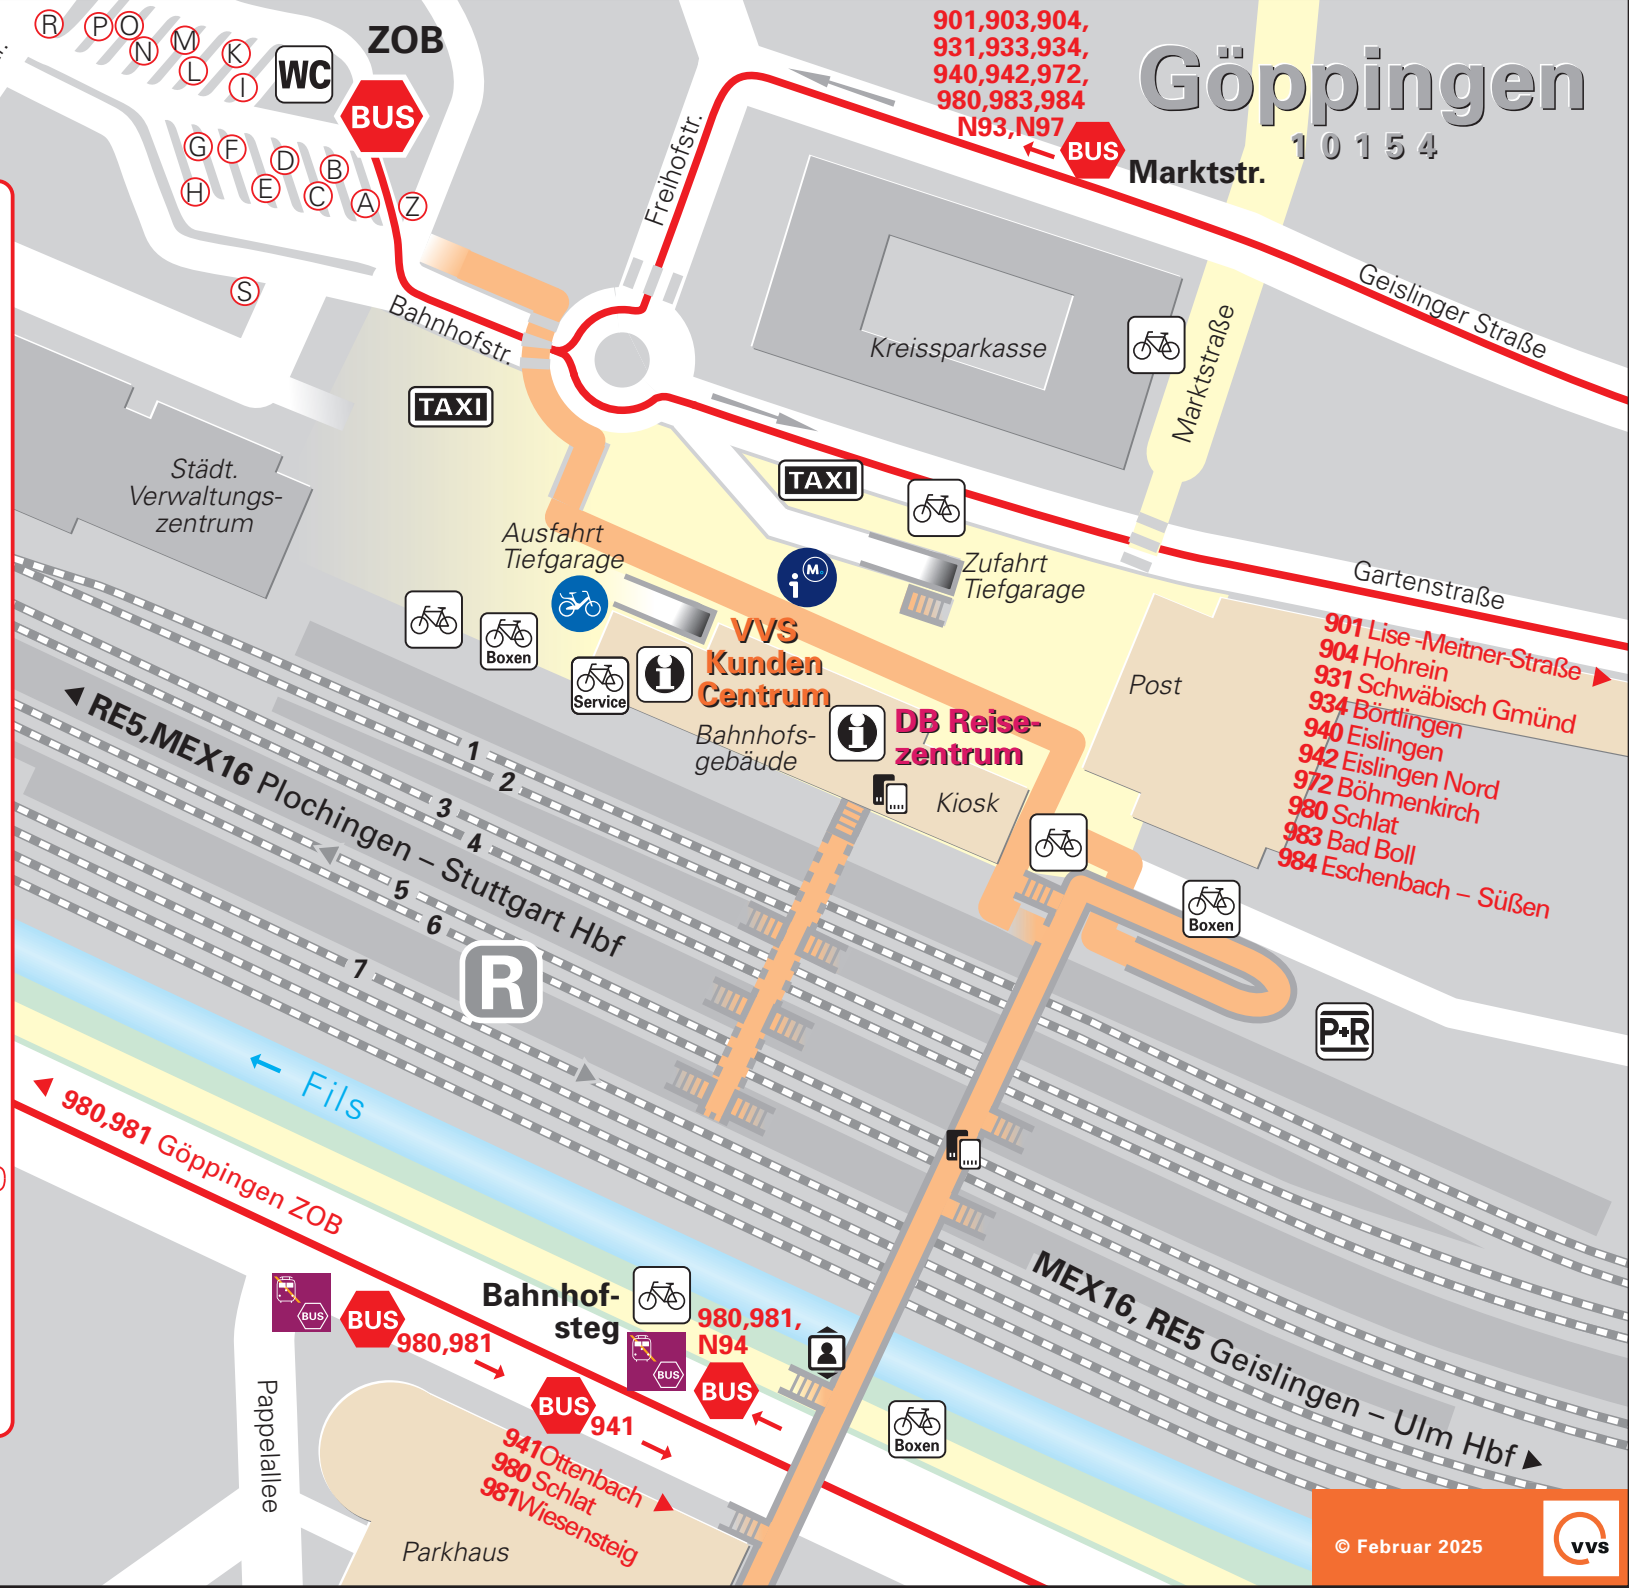 R
P
O
N
M
L
K
I
WC
ZOB
BUS
G
F
D
B
H
E
C
A
Z
S
901,903,904,
931,933,934,
940,942,972,
980,983,984
N93,N97
BUS
Marktstr.
Göppingen
10154
Freihofstr.
Bahnhofstr.
Geislinger Straße
Kreissparkasse
Marktstraße
TAXI
TAXI
Städt.
Verwaltungs-
zentrum
Ausfahrt
Tiefgarage
i M
Zufahrt
Tiefgarage
Gartenstraße
Boxen
Service
i
VVS
Kunden
Centrum
Bahnhofs-
gebäude
i
DB Reise-
zentrum
Kiosk
Post
901 Lise -Meitner-Straße
904 Hohrein
931 Schwäbisch Gmünd
934 Börtlingen
940 Eislingen
942 Eislingen Nord
972 Böhmenkirch
980 Schlat
983 Bad Boll
984 Eschenbach – Süßen
Boxen
P+R
RE5,MEX16 Plochingen – Stuttgart Hbf
1
2
3
4
5
6
7
R
Fils
980,981 Göppingen ZOB
MEX16, RE5 Geislingen – Ulm Hbf
BUS
BUS
980,981
Bahnhof-
steg
980,981,
N94
BUS
BUS
BUS
941
941 Ottenbach
980 Schlat
981 Wiesensteig
Boxen
Pappelallee
Parkhaus
© Februar 2025
vvs